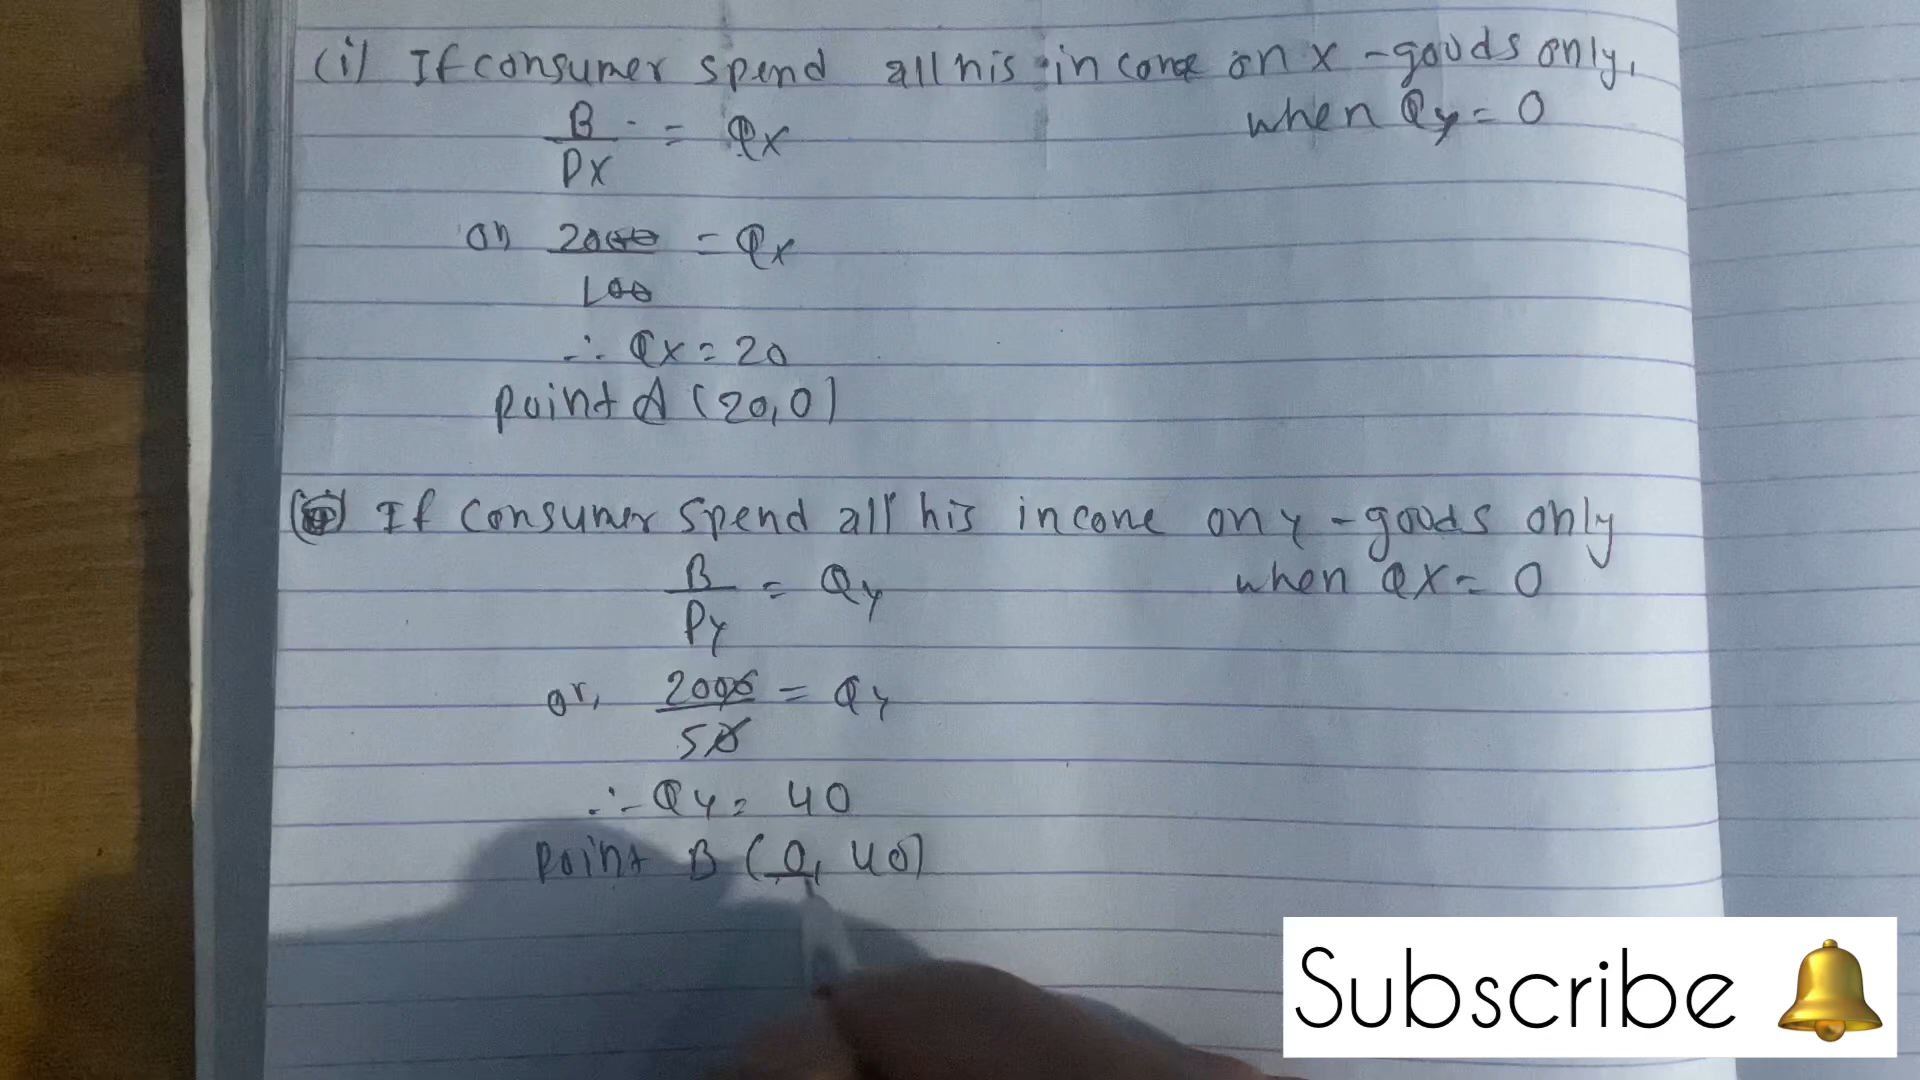 (i) If consumer spend all his income on x-goods only,
when Qy = 0
B/Px = Qx
or 2000/100 = Qx
∴ Qx = 20
point A (20,0)
If consumer spend all his income on y-goods only
when Qx = 0
B/Py = Qy
or, 2000/50 = Qy
∴ Qy = 40
point B (0, 40)
Subscribe